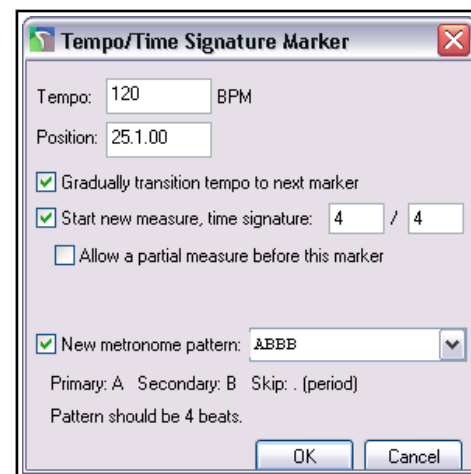 Tempo/Time Signature Marker
Tempo: 120 BPM
Position: 25.1.00
Gradually transition tempo to next marker
Start new measure, time signature: 4 / 4
Allow a partial measure before this marker
New metronome pattern: ABBB
Primary: A Secondary: B Skip: . (period)
Pattern should be 4 beats.
OK Cancel